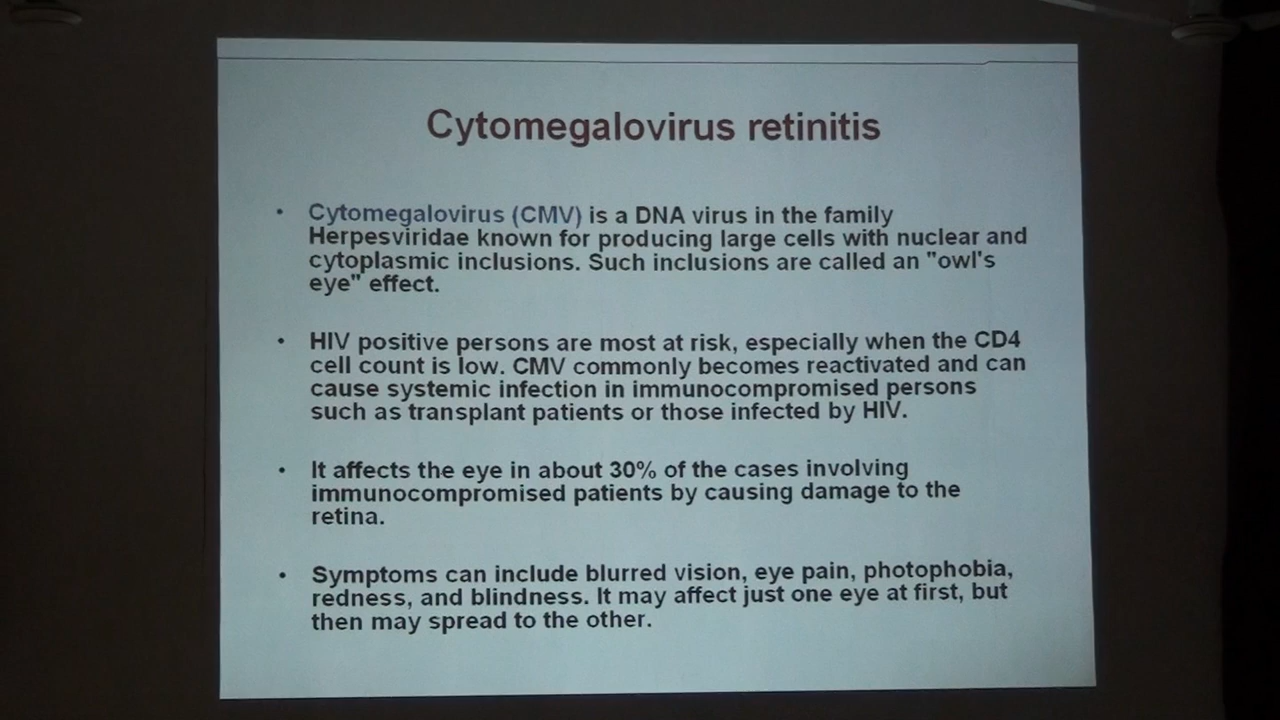 Cytomegalovirus retinitis
• Cytomegalovirus (CMV) is a DNA virus in the family
Herpesviridae known for producing large cells with nuclear and
cytoplasmic inclusions. Such inclusions are called an "owl's
eye" effect.
• HIV positive persons are most at risk, especially when the CD4
cell count is low. CMV commonly becomes reactivated and can
cause systemic infection in immunocompromised persons
such as transplant patients or those infected by HIV.
• It affects the eye in about 30% of the cases involving
immunocompromised patients by causing damage to the
retina.
• Symptoms can include blurred vision, eye pain, photophobia,
redness, and blindness. It may affect just one eye at first, but
then may spread to the other.